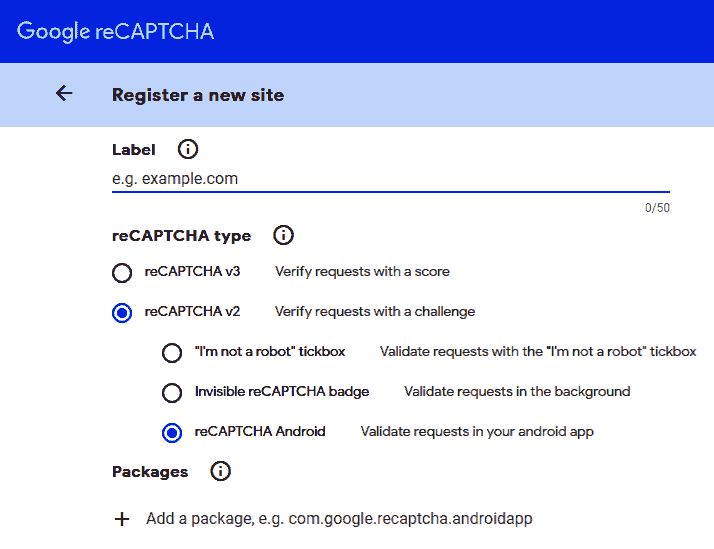 Google reCAPTCHA
Register a new site
Label
e.g. example.com
0/50
reCAPTCHA type
reCAPTCHA v3 Verify requests with a score
reCAPTCHA v2 Verify requests with a challenge
"I'm not a robot" tickbox Validate requests with the "I'm not a robot" tickbox
Invisible reCAPTCHA badge Validate requests in the background
reCAPTCHA Android Validate requests in your android app
Packages
+ Add a package, e.g. com.google.recaptcha.androidapp